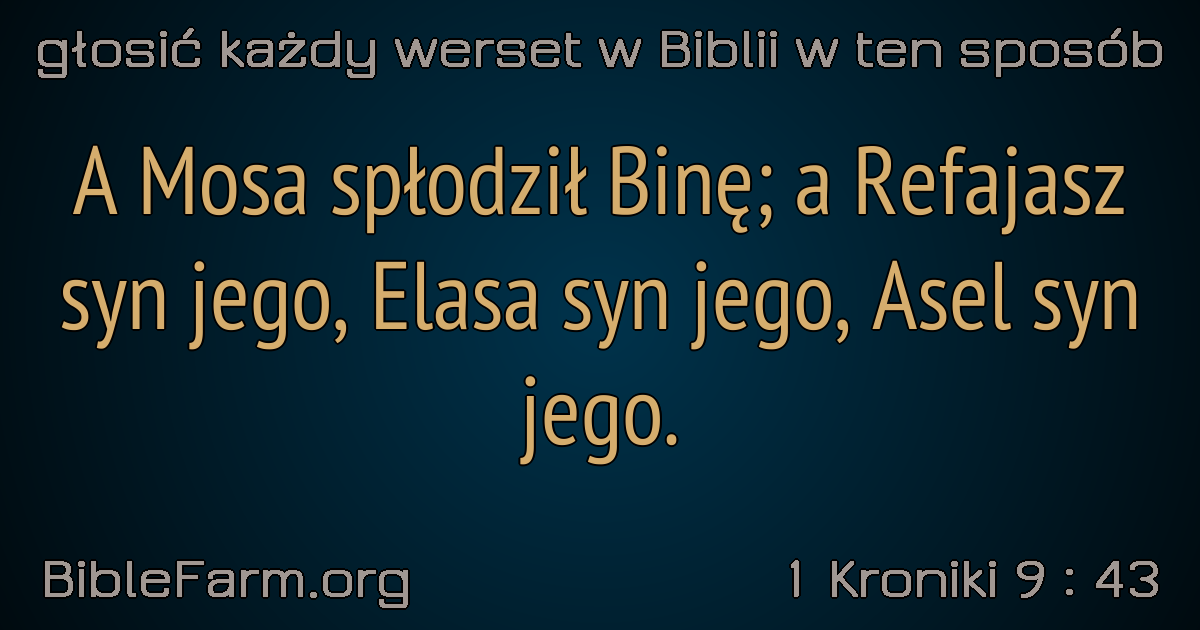 głosić każdy werset w Biblii w ten sposób
A Mosa spłodził Binę; a Refajasz
syn jego, Elasa syn jego, Asel syn
jego.
BibleFarm.org
1 Kroniki 9 : 43